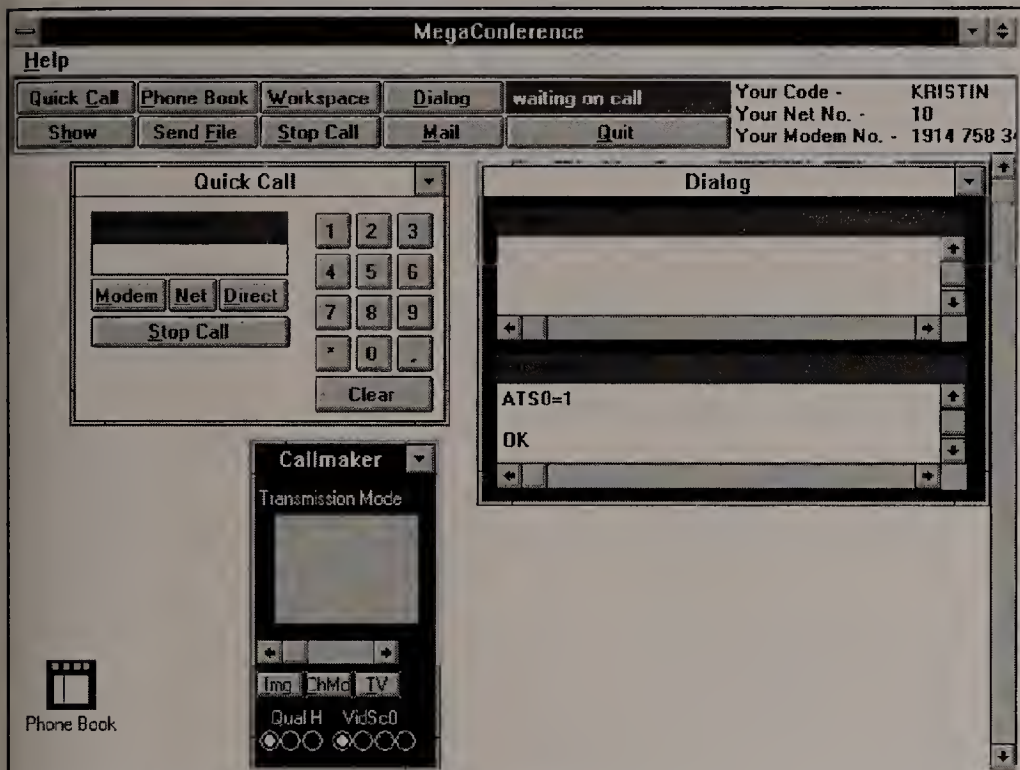 MegaConference
Help
Quick Call Phone Book Workspace Dialog waiting on call Your Code - KRISTIN
Your Net No. - 10
Show Send File Stop Call Mail Quit Your Modem No. - 1914 758 3
Quick Call
1 2 3
4 5 6
Modem Net Direct
7 8 9
Stop Call
* 0 .
Clear
Dialog
ATS0=1
OK
Callmaker
Transmission Mode
Img ChMd TV
Qual H VidSc0
Phone Book